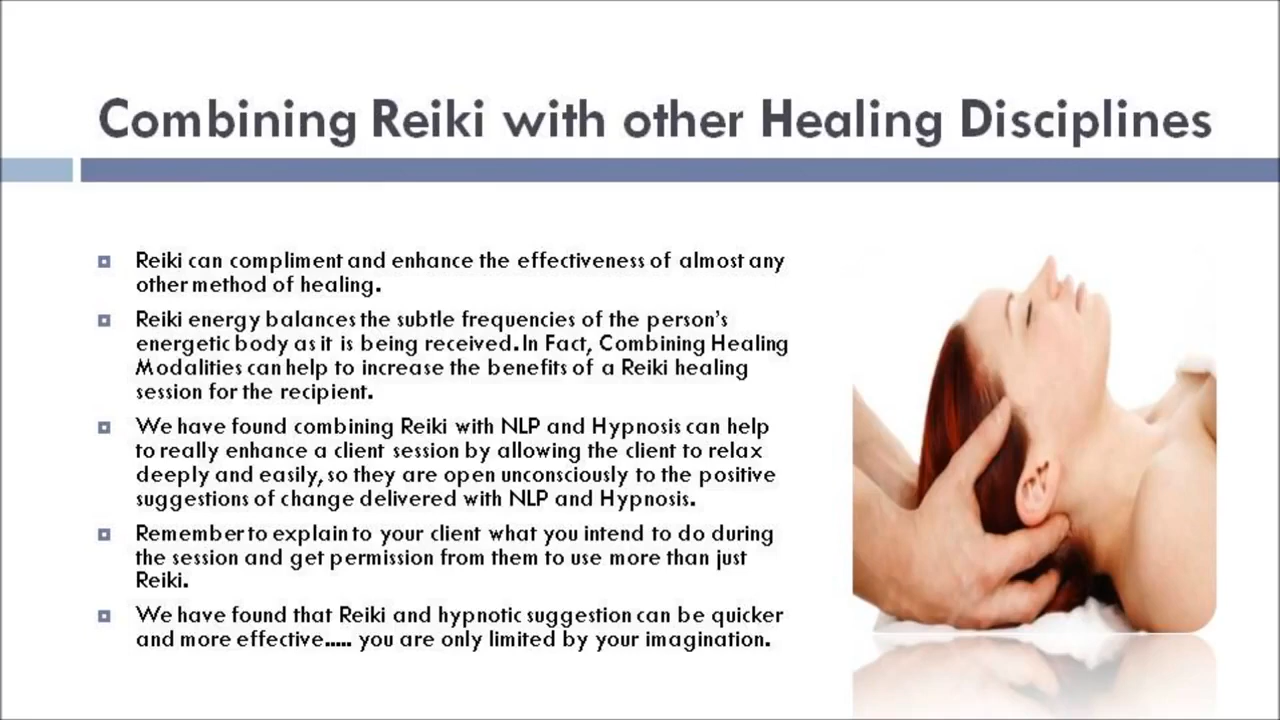 Combining Reiki with other Healing Disciplines
Reiki can compliment and enhance the effectiveness of almost any
other method of healing.
Reiki energy balances the subtle frequencies of the person's
energetic body as it is being received. In Fact, Combining Healing
Modalities can help to increase the benefits of a Reiki healing
session for the recipient.
We have found combining Reiki with NLP and Hypnosis can help
to really enhance a client session by allowing the client to relax
deeply and easily, so they are open unconsciously to the positive
suggestions of change delivered with NLP and Hypnosis.
Remember to explain to your client what you intend to do during
the session and get permission from them to use more than just
Reiki.
We have found that Reiki and hypnotic suggestion can be quicker
and more effective..... you are only limited by your imagination.